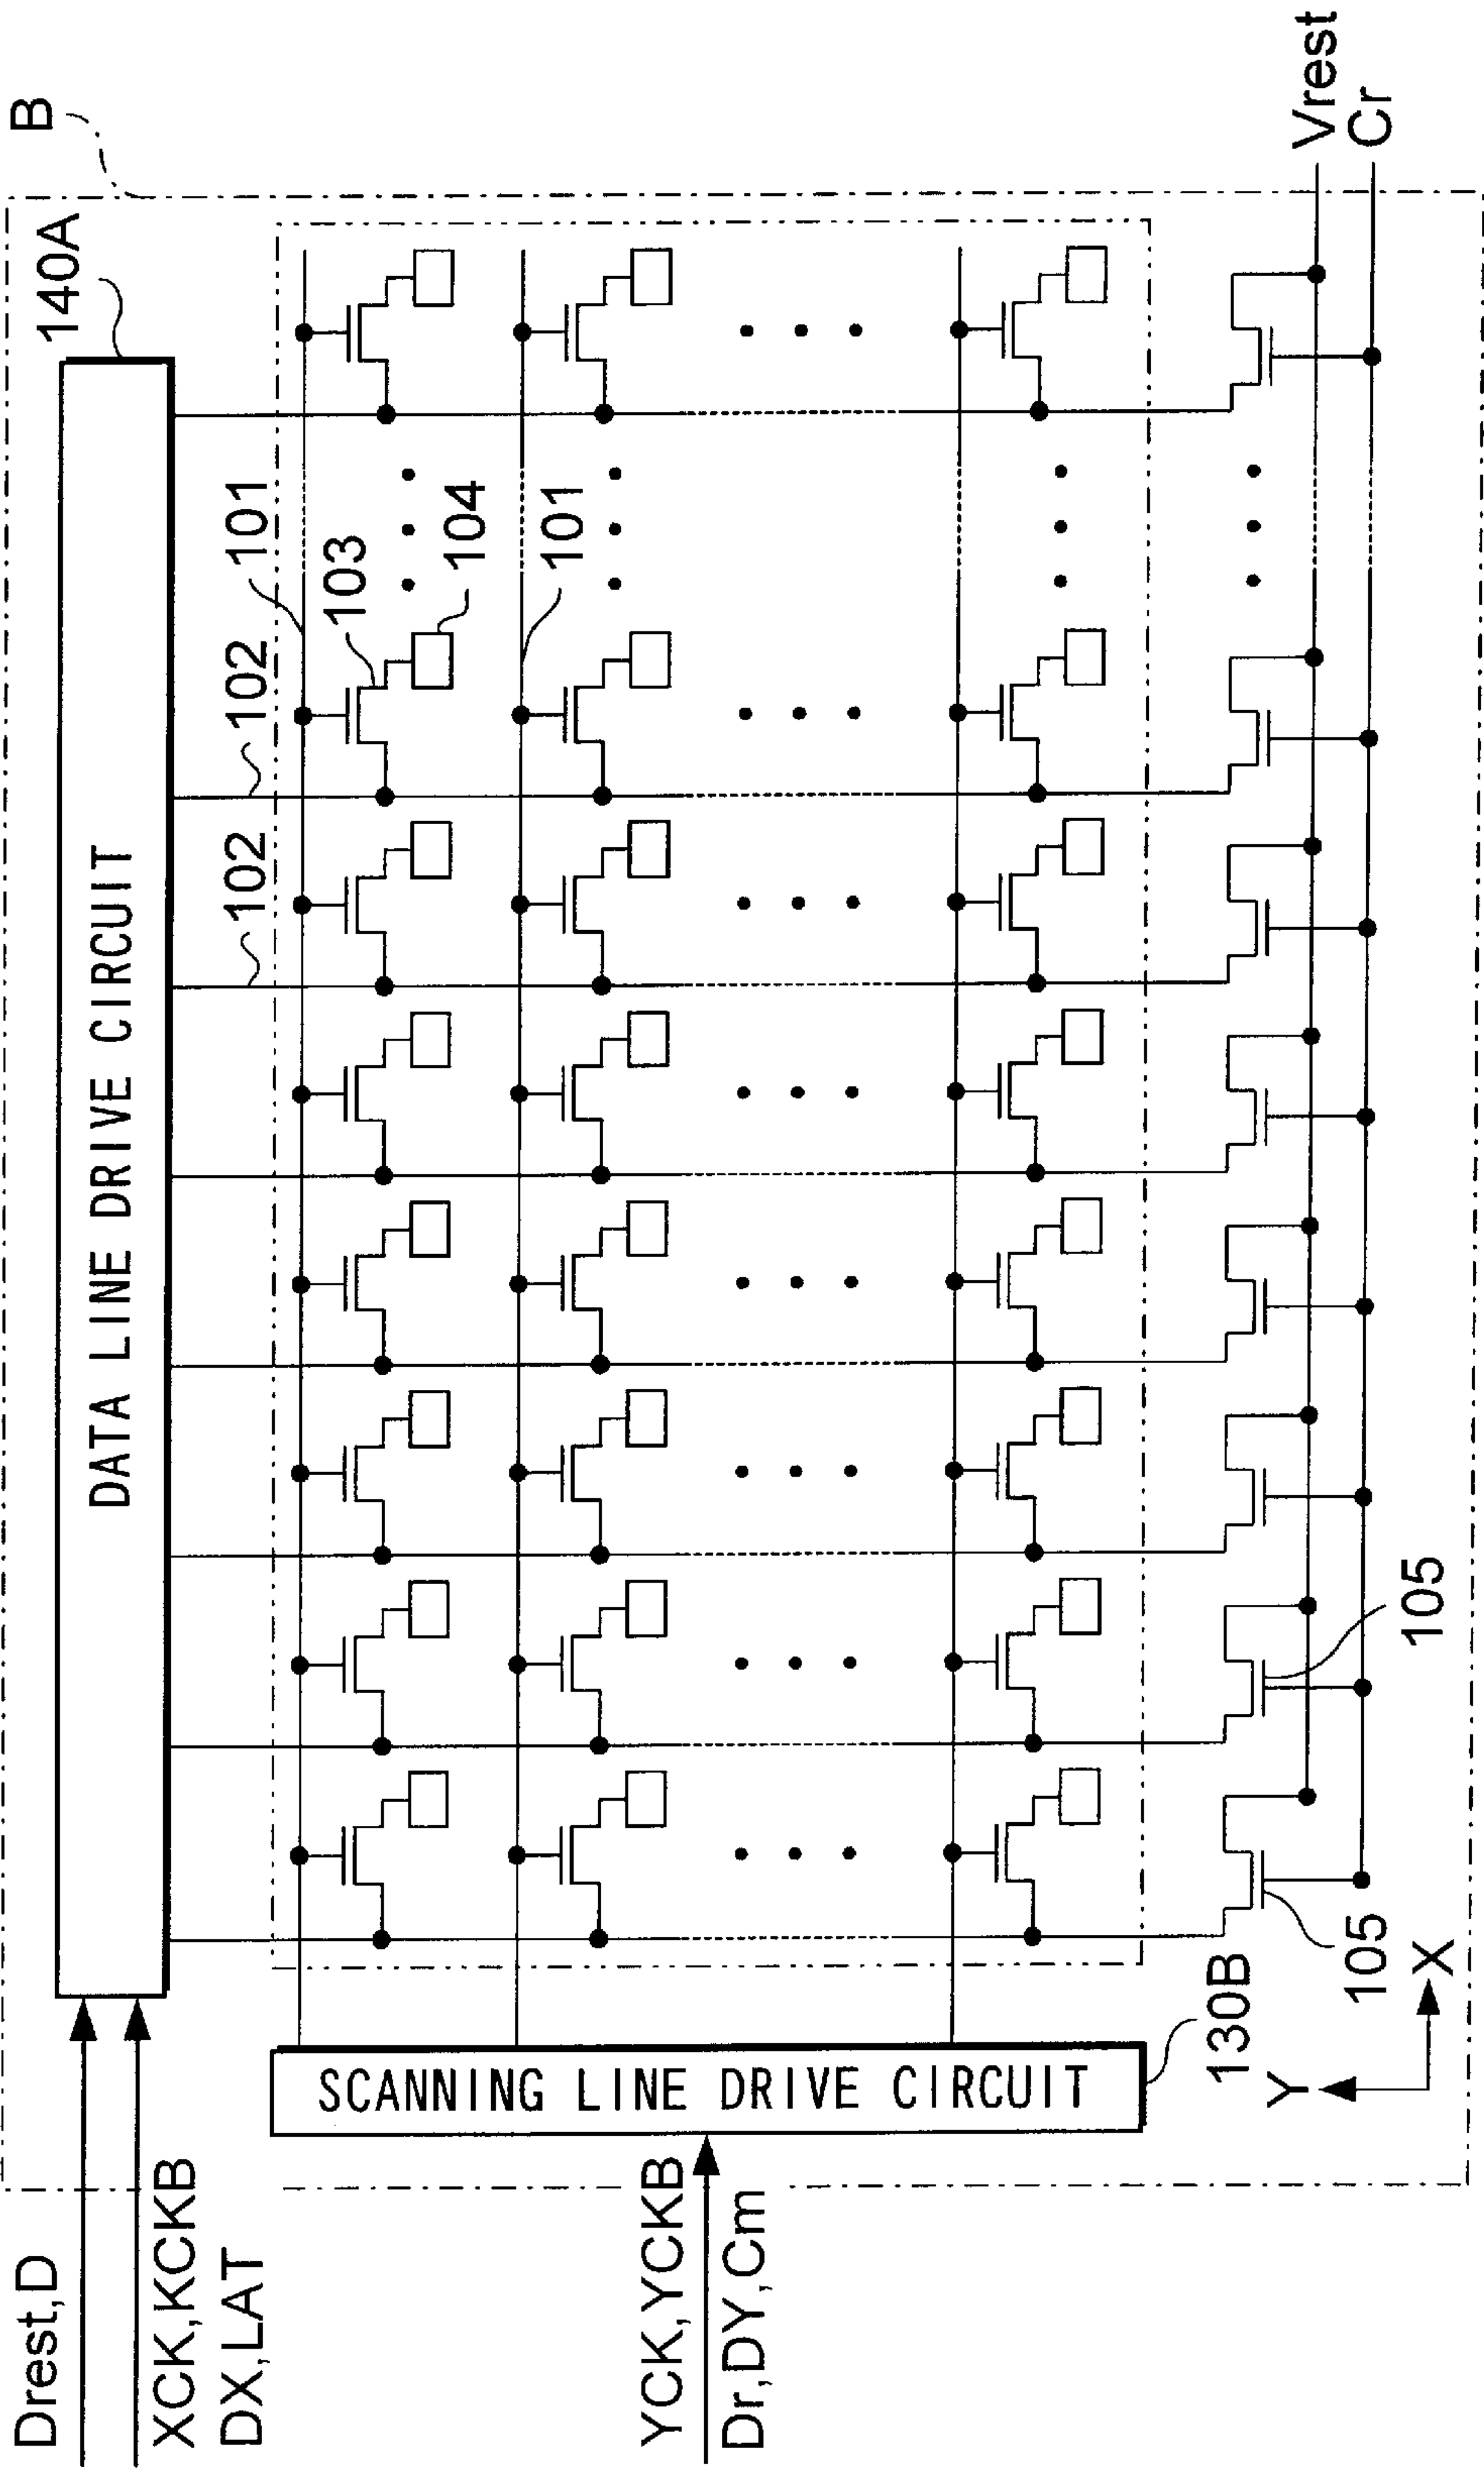 B
140A
DATA LINE DRIVE CIRCUIT
Drest,D
XCK,KCKB
DX,LAT
102
102
101
103
104
101
SCANNING LINE DRIVE CIRCUIT
YCK,YCKB
Dr,DY,Cm
130B
105
105
Vrest
Cr
Y
X